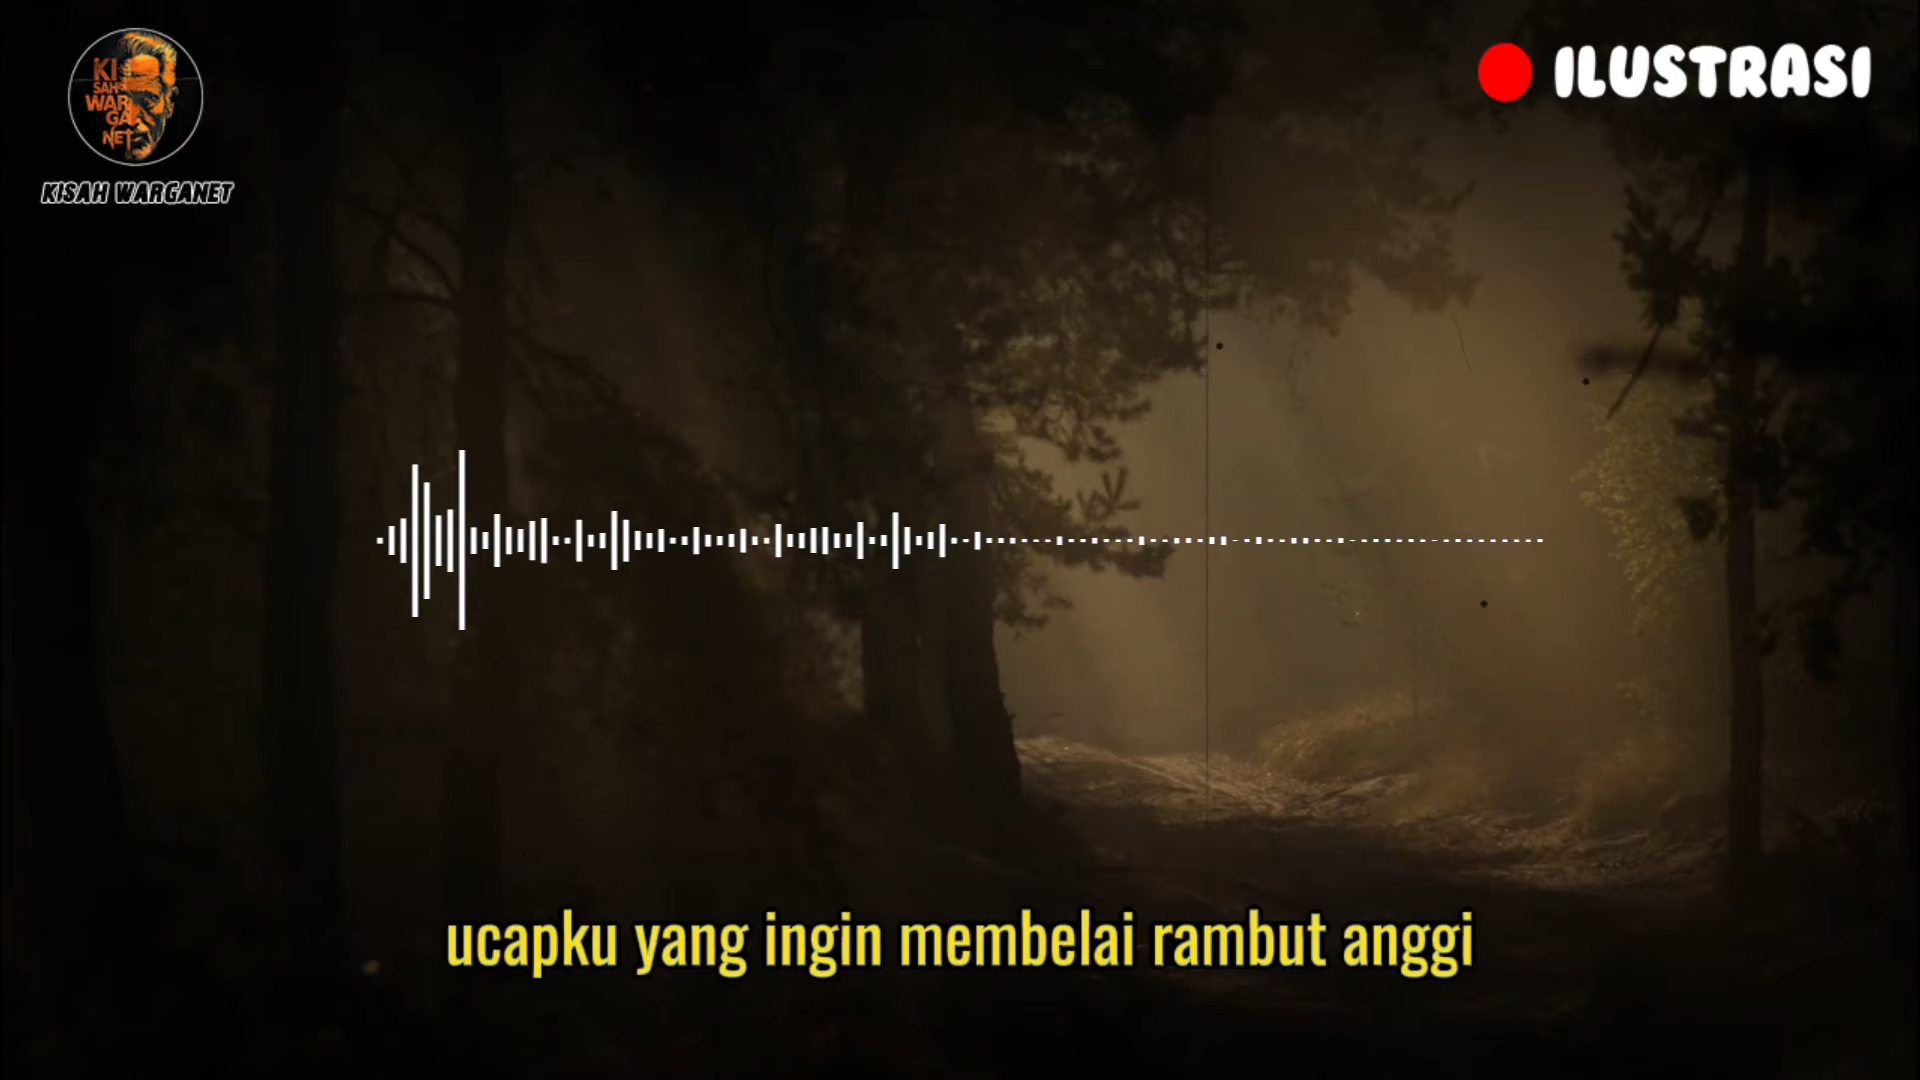 KI
SAH
WAR
GA
NET
KISAH WARGANET
ILUSTRASI
ucapku yang ingin membelai rambut anggi